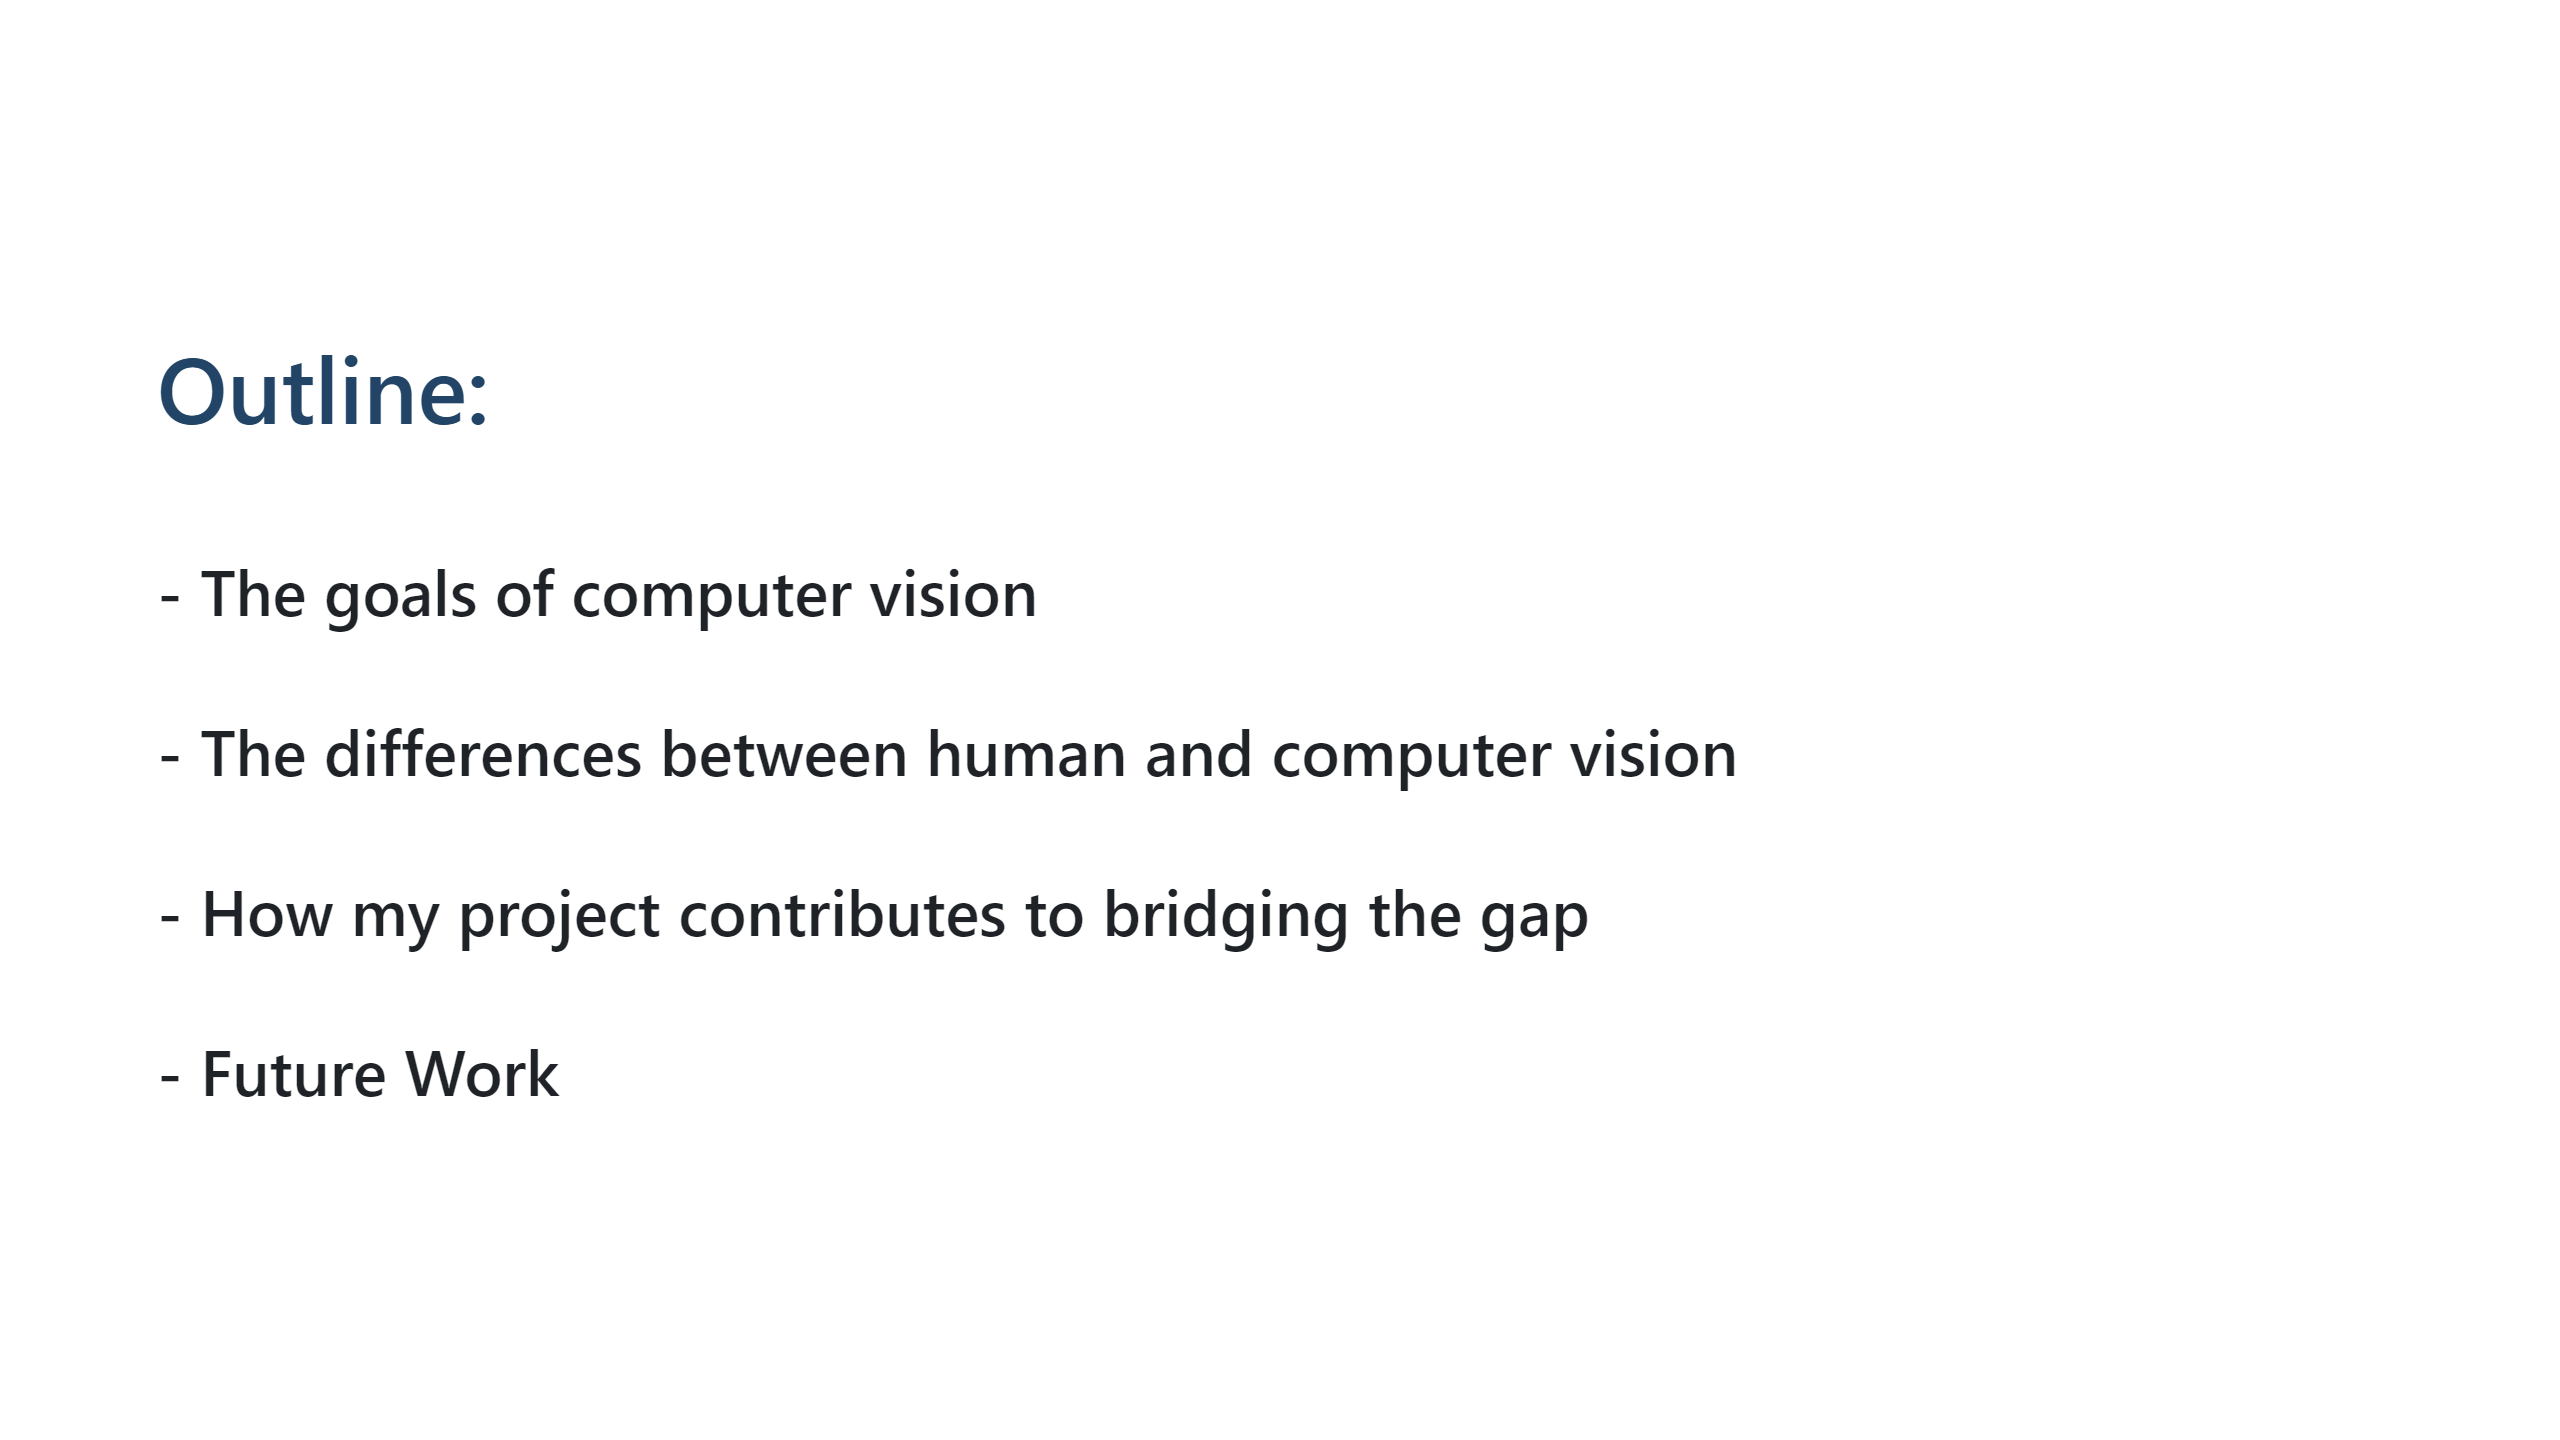 Outline:
- The goals of computer vision
- The differences between human and computer vision
- How my project contributes to bridging the gap
- Future Work